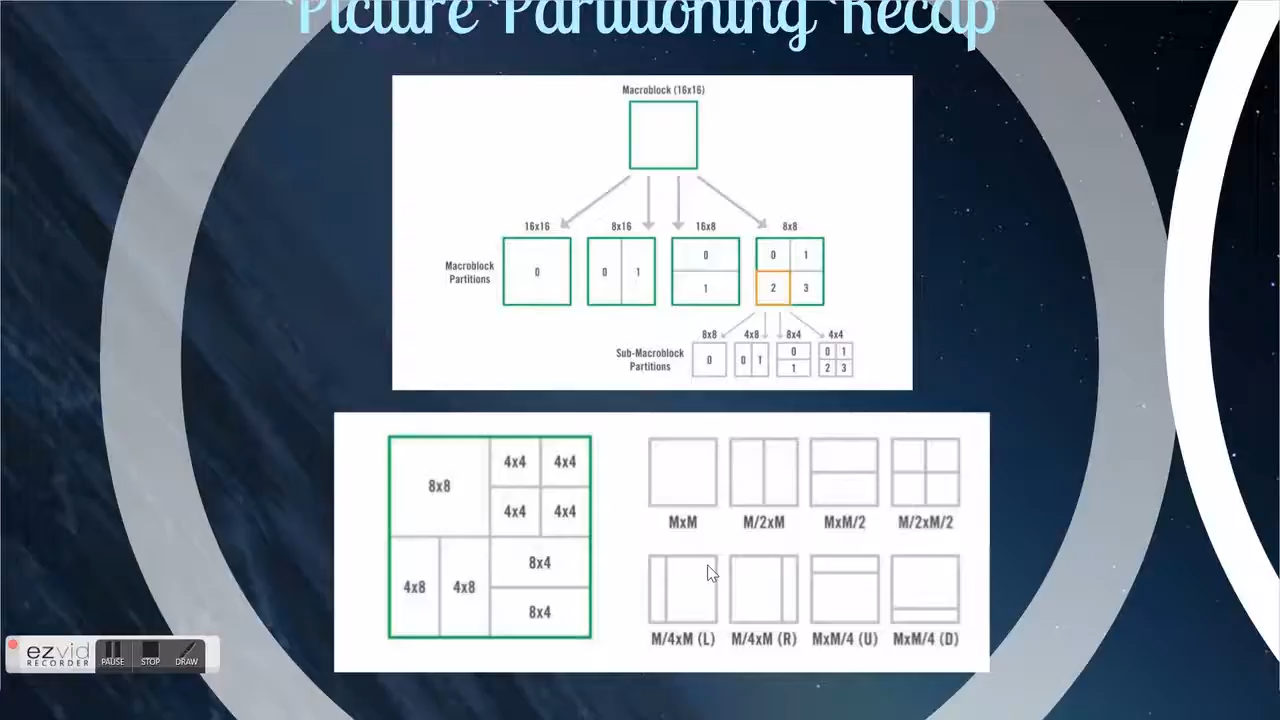 Picture Partitioning Recap
Macroblock (16x16)
16x16 8x16 16x8 8x8
Macroblock
Partitions
0 0 1 0 0 1
1 2 3
8x8 4x8 8x4 4x4
Sub-Macroblock
Partitions
0 0 1 0 0 1
1 2 3
8x8 4x4 4x4
4x4 4x4
4x8 4x8 8x4
8x4
MxM M/2xM MxM/2 M/2xM/2
M/4xM (L) M/4xM (R) MxM/4 (U) MxM/4 (D)
ezvid
RECORDER
PAUSE STOP DRAW